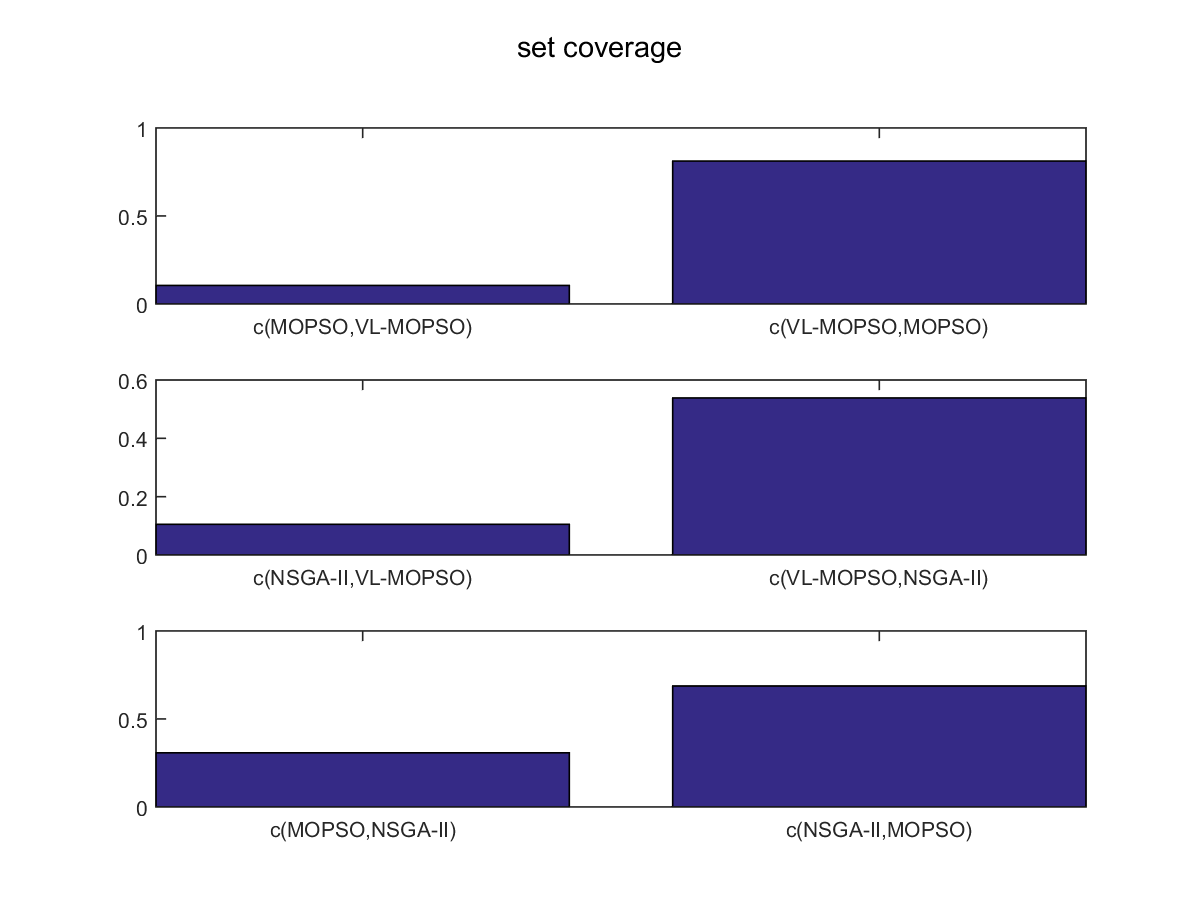 set coverage
1
0.5
0
c(MOPSO,VL-MOPSO) c(VL-MOPSO,MOPSO)
0.6
0.4
0.2
0
c(NSGA-II,VL-MOPSO) c(VL-MOPSO,NSGA-II)
1
0.5
0
c(MOPSO,NSGA-II) c(NSGA-II,MOPSO)